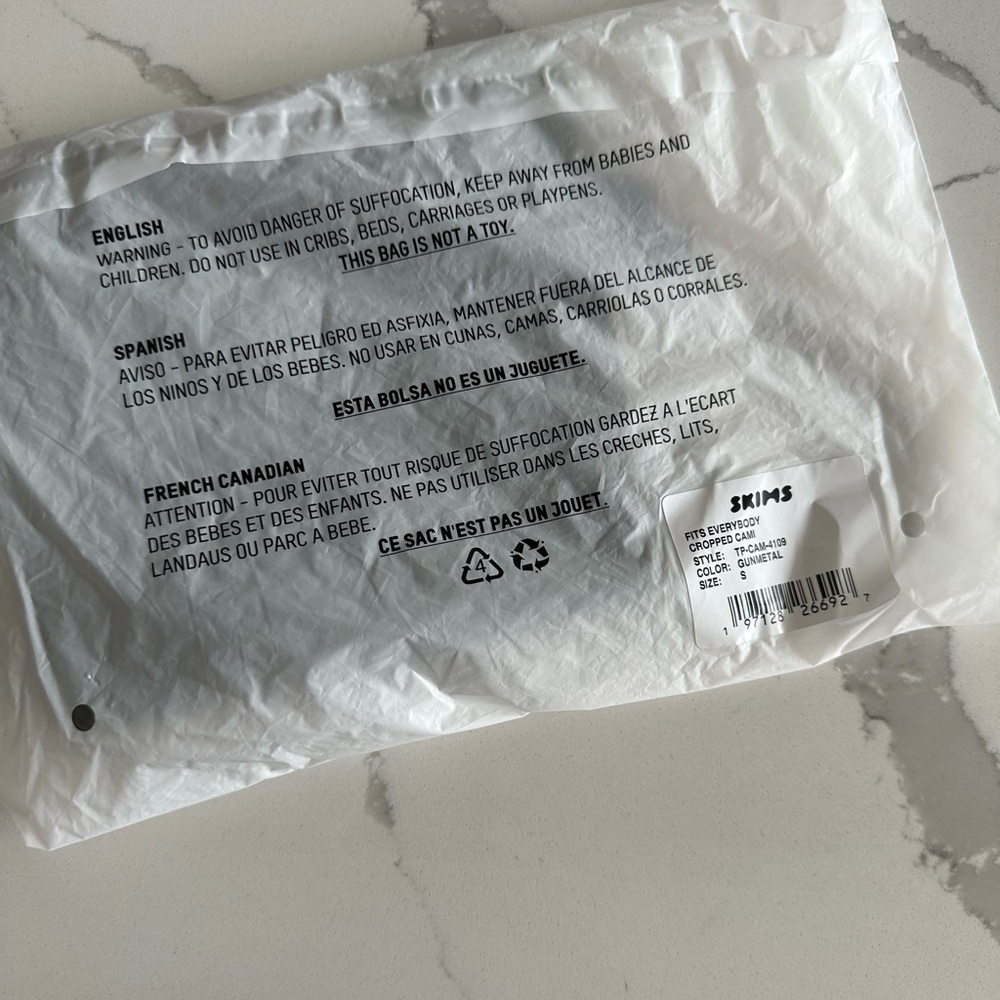 ENGLISH
WARNING - TO AVOID DANGER OF SUFFOCATION, KEEP AWAY FROM BABIES AND
CHILDREN. DO NOT USE IN CRIBS, BEDS, CARRIAGES OR PLAYPENS.
THIS BAG IS NOT A TOY.
SPANISH
AVISO - PARA EVITAR PELIGRO ED ASFIXIA, MANTENER FUERA DEL ALCANCE DE
LOS NINOS Y DE LOS BEBES. NO USAR EN CUNAS, CAMAS, CARRIOLAS O CORRALES.
ESTA BOLSA NO ES UN JUGUETE.
FRENCH CANADIAN
ATTENTION - POUR EVITER TOUT RISQUE DE SUFFOCATION GARDEZ A L'ECART
DES BEBES ET DES ENFANTS. NE PAS UTILISER DANS LES CRECHES, LITS,
LANDAUS OU PARC A BEBE.
CE SAC N'EST PAS UN JOUET.
4
SKIMS
FITS EVERYBODY
CROPPED CAMI
STYLE: TP-CAM-4109
COLOR: GUNMETAL
SIZE: S
1 97128 26692 7